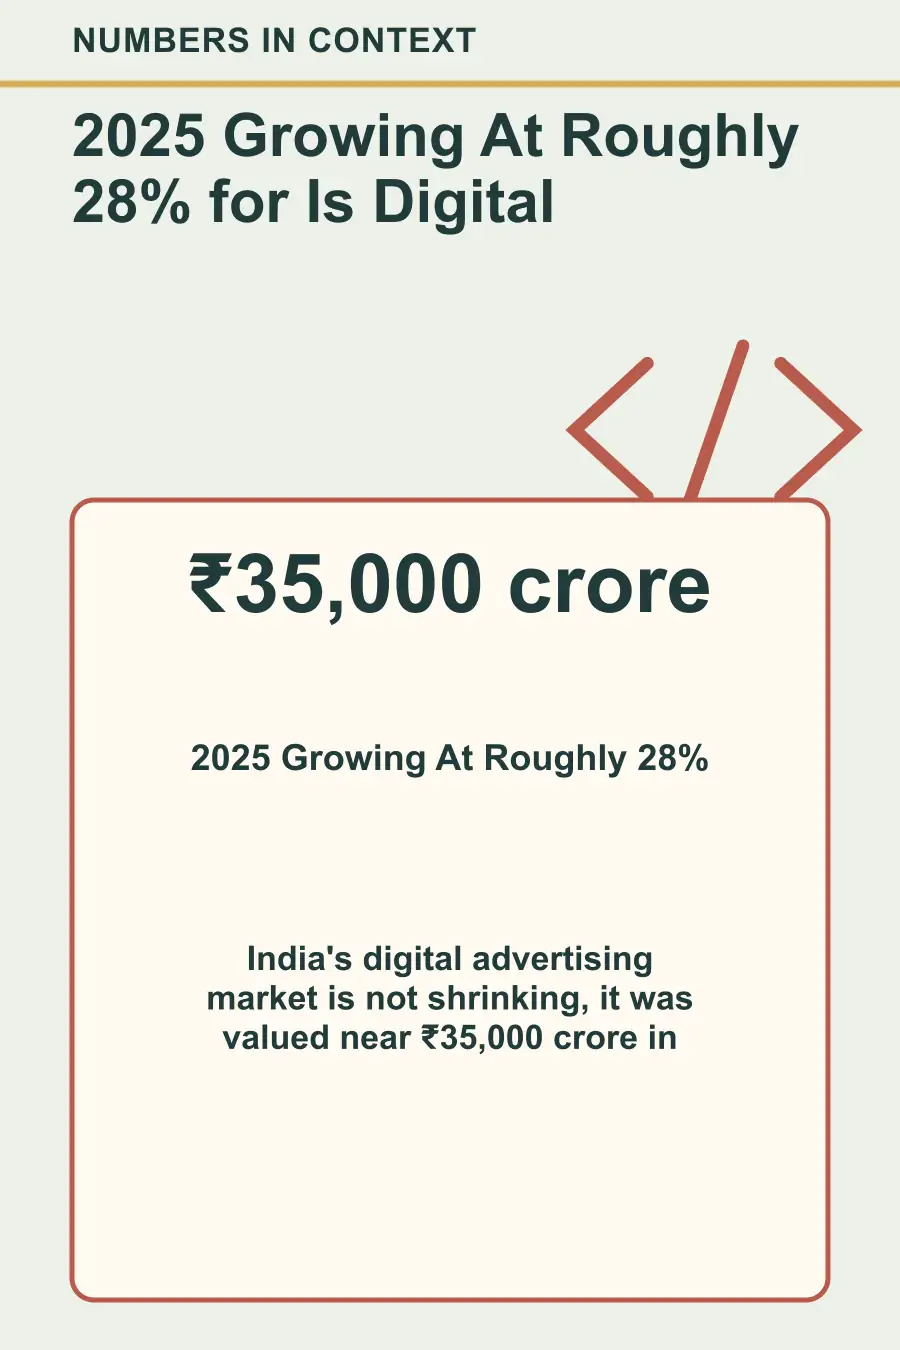 NUMBERS IN CONTEXT
2025 Growing At Roughly
28% for Is Digital
₹35,000 crore
2025 Growing At Roughly 28%
India's digital advertising
market is not shrinking, it was
valued near ₹35,000 crore in